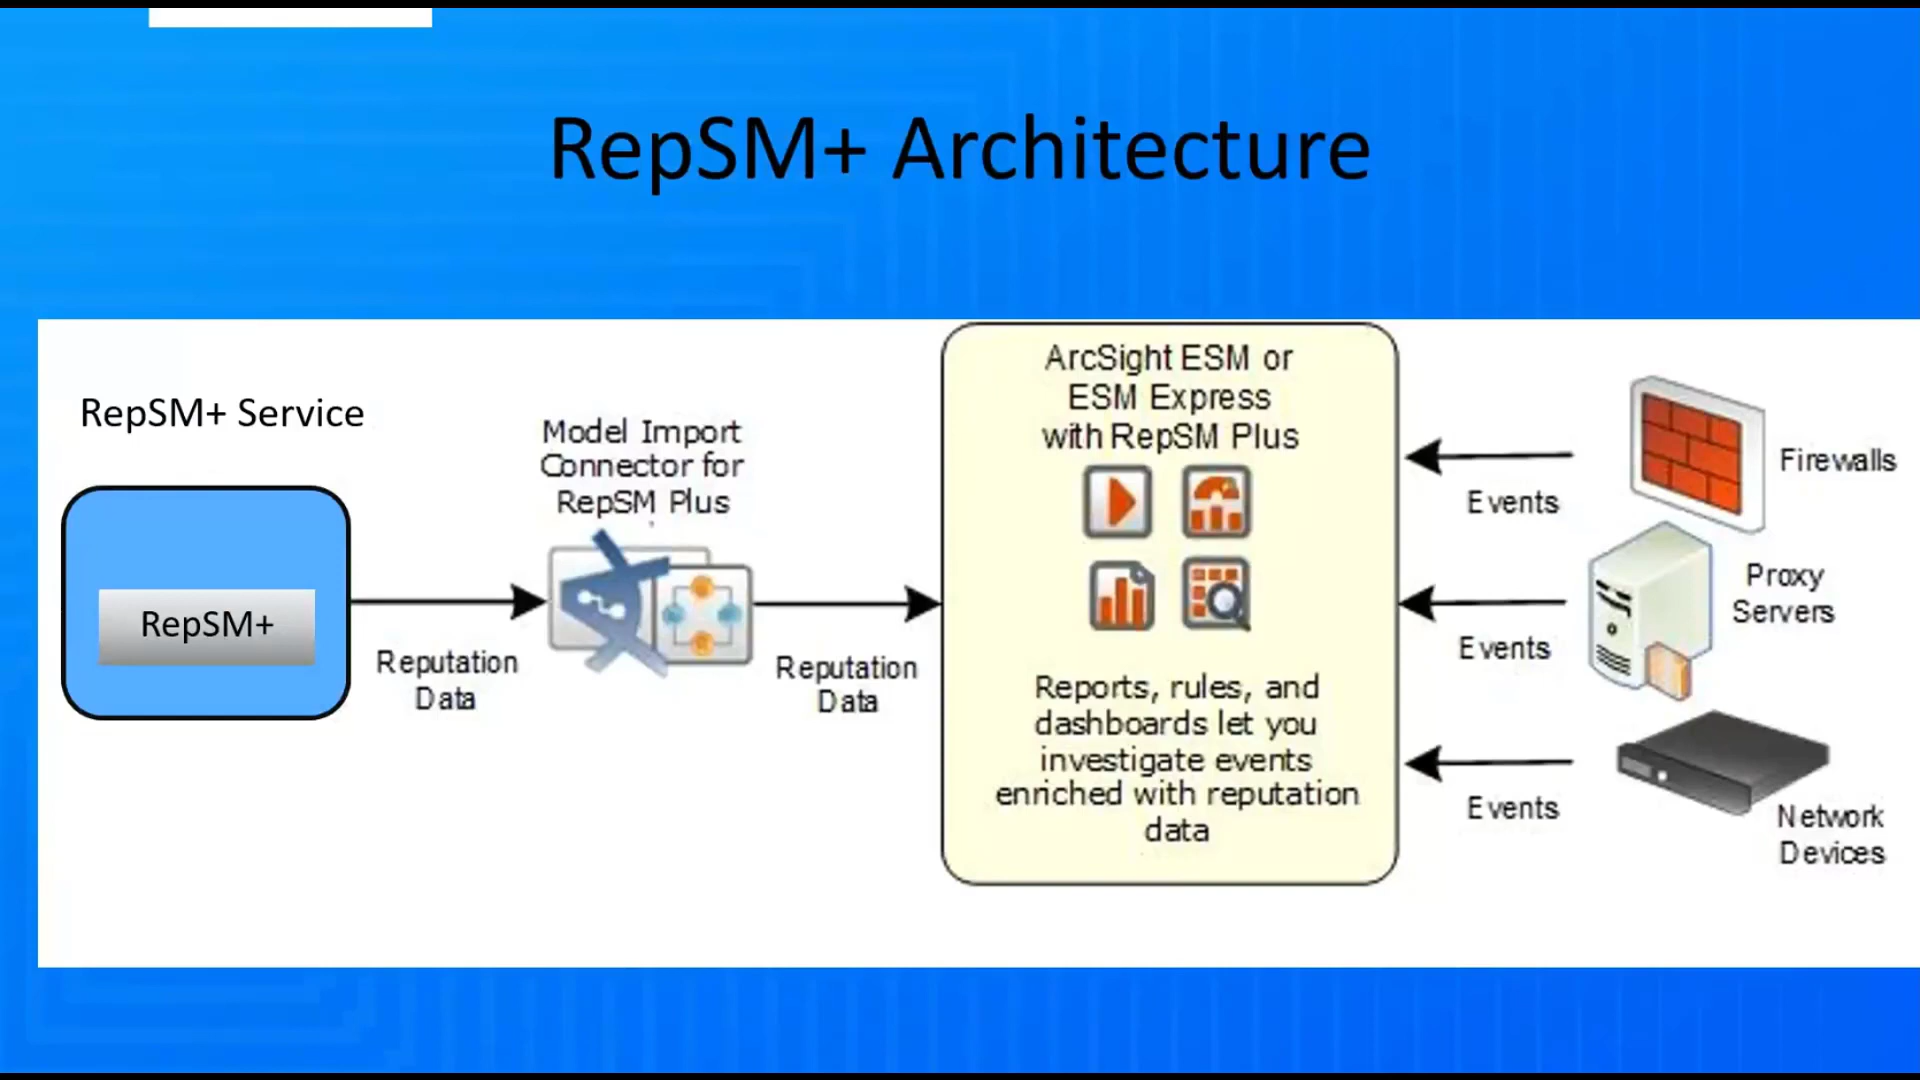 RepSM+ Architecture
RepSM+ Service
RepSM+
Reputation
Data
Model Import
Connector for
RepSM Plus
Reputation
Data
ArcSight ESM or
ESM Express
with RepSM Plus
Reports, rules, and
dashboards let you
investigate events
enriched with reputation
data
Events
Firewalls
Events
Proxy
Servers
Events
Network
Devices